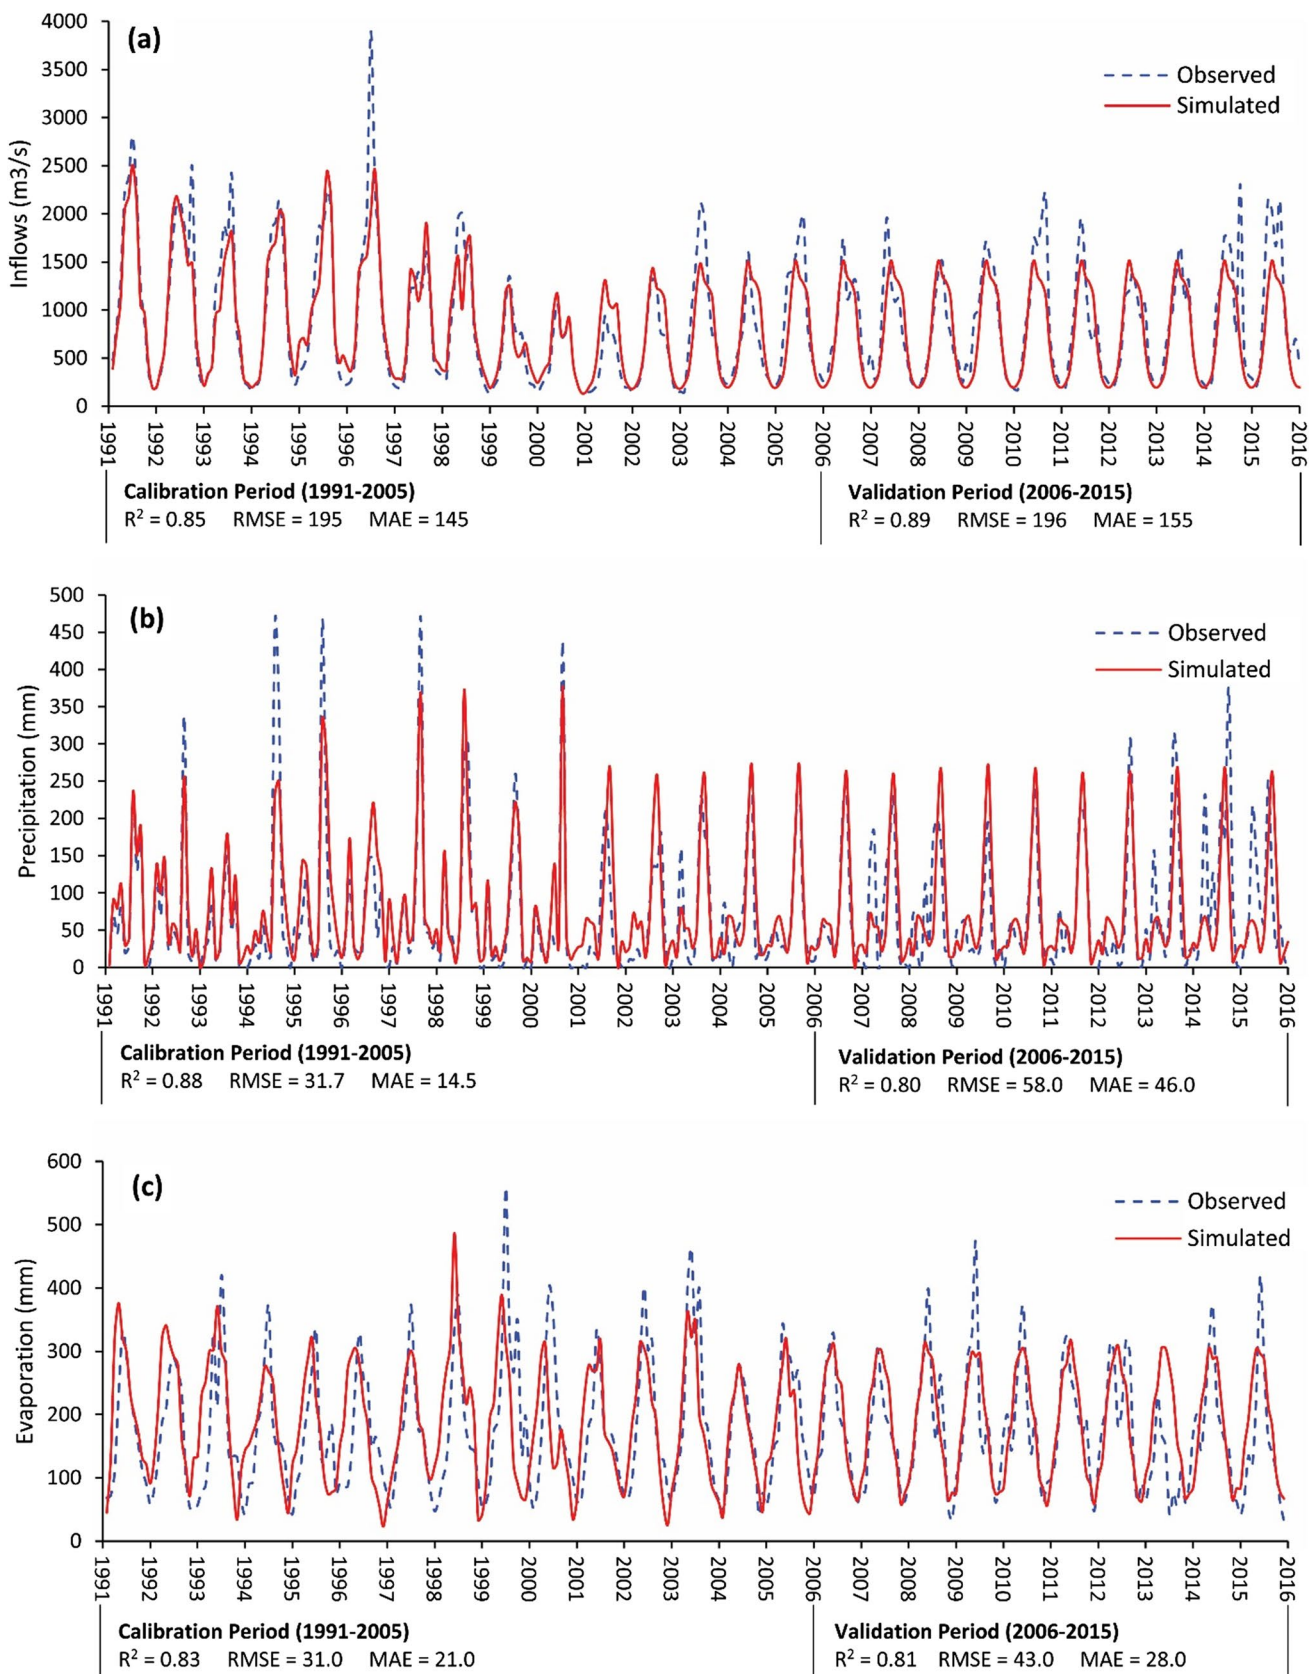 (a)
Observed
Simulated
Inflows (m3/s)
4000
3500
3000
2500
2000
1500
1000
500
0
1991 1992 1993 1994 1995 1996 1997 1998 1999 2000 2001 2002 2003 2004 2005 2006 2007 2008 2009 2010 2011 2012 2013 2014 2015 2016
Calibration Period (1991-2005)
R² = 0.85 RMSE = 195 MAE = 145
Validation Period (2006-2015)
R² = 0.89 RMSE = 196 MAE = 155
(b)
Observed
Simulated
Precipitation (mm)
500
450
400
350
300
250
200
150
100
50
0
1991 1992 1993 1994 1995 1996 1997 1998 1999 2000 2001 2002 2003 2004 2005 2006 2007 2008 2009 2010 2011 2012 2013 2014 2015 2016
Calibration Period (1991-2005)
R² = 0.88 RMSE = 31.7 MAE = 14.5
Validation Period (2006-2015)
R² = 0.80 RMSE = 58.0 MAE = 46.0
(c)
Observed
Simulated
Evaporation (mm)
600
500
400
300
200
100
0
1991 1992 1993 1994 1995 1996 1997 1998 1999 2000 2001 2002 2003 2004 2005 2006 2007 2008 2009 2010 2011 2012 2013 2014 2015 2016
Calibration Period (1991-2005)
R² = 0.83 RMSE = 31.0 MAE = 21.0
Validation Period (2006-2015)
R² = 0.81 RMSE = 43.0 MAE = 28.0